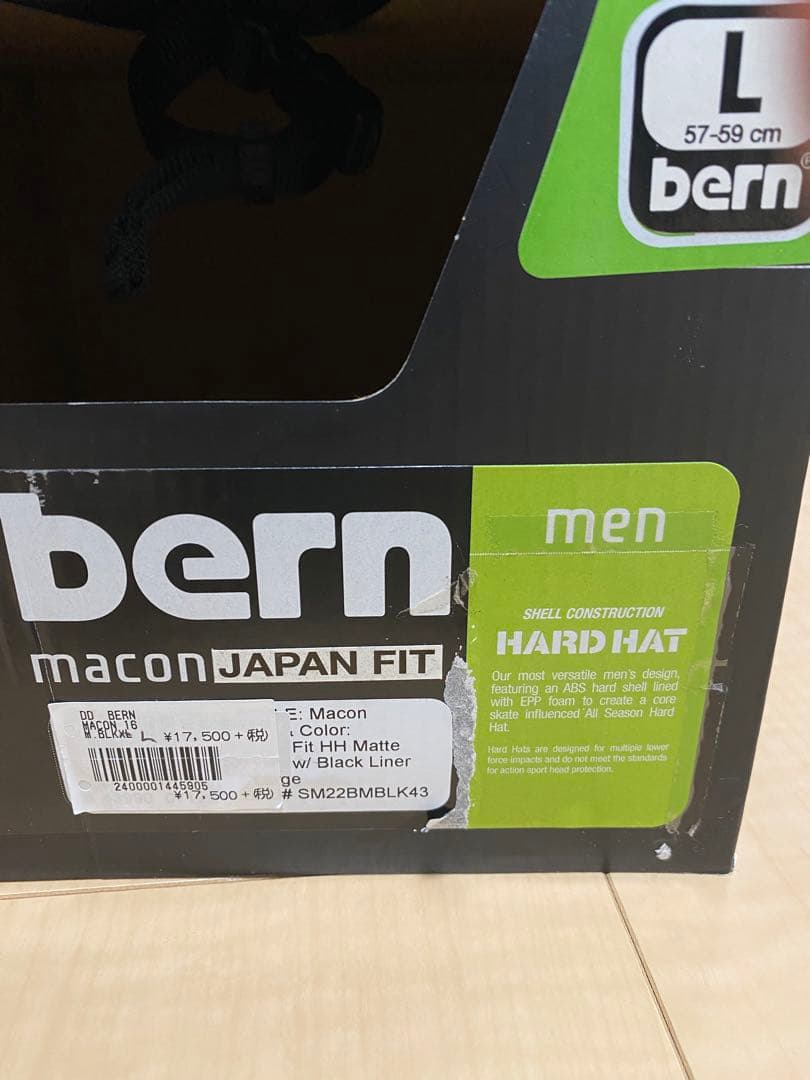 L
57-59 cm
bern
bern
men
macon JAPAN FIT
SHELL CONSTRUCTION
HARD HAT
Our most versatile men's design,
featuring an ABS hard shell lined
with EPP foam to create a core
skate influenced All Season Hard
Hat.
Hard Hats are designed for multiple lower
force impacts and do not meet the standards
for action sport head protection.
DD BERN
MACON 16
M.BLKXL L ¥17,500+(税)
2400001445905
¥17,500+(税)
E: Macon
Color:
Fit HH Matte
w/ Black Liner
ge
# SM22BMBLK43